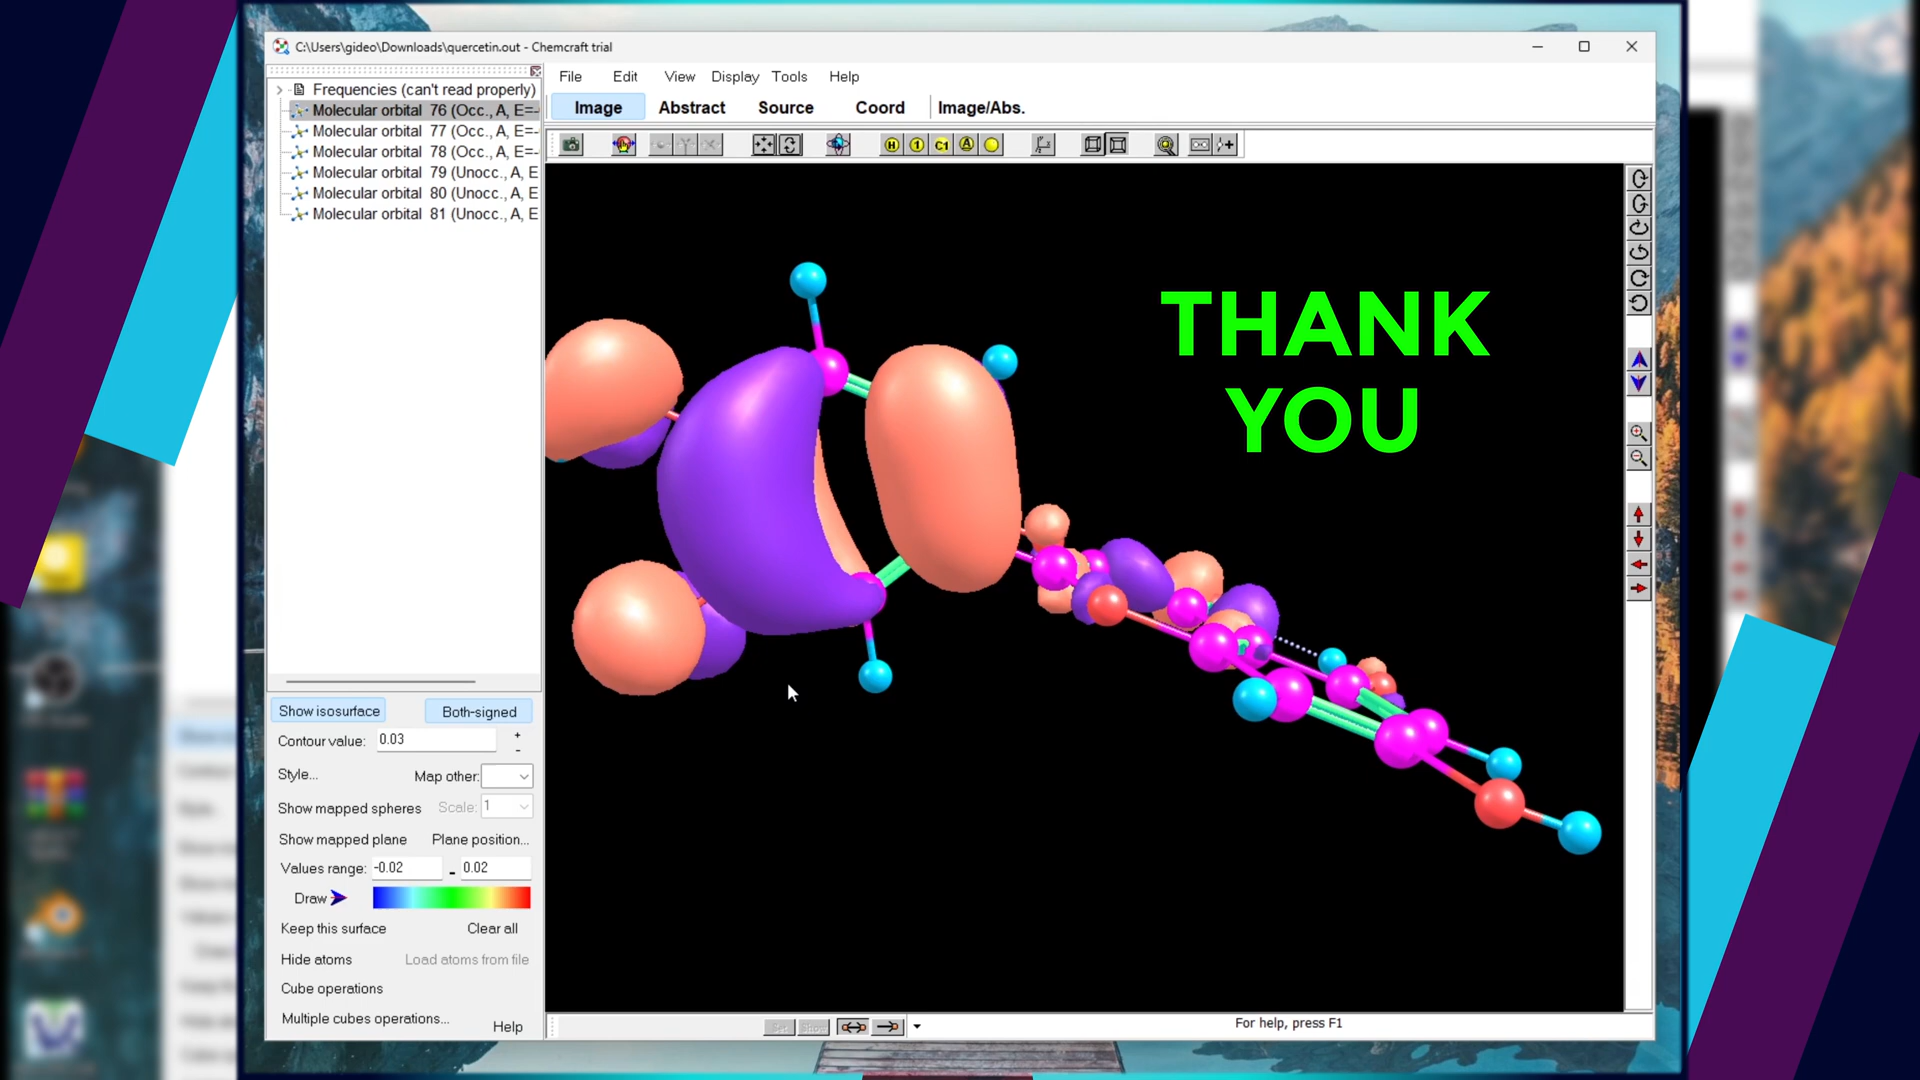 C:\Users\gideo\Downloads\quercetin.out - Chemcraft trial
File Edit View Display Tools Help
Image Abstract Source Coord Image/Abs.
Frequencies (can't read properly)
Molecular orbital 76 (Occ., A, E=-
Molecular orbital 77 (Occ., A, E=-
Molecular orbital 78 (Occ., A, E=-
Molecular orbital 79 (Unocc., A, E
Molecular orbital 80 (Unocc., A, E
Molecular orbital 81 (Unocc., A, E
H 1 C1 A
THANK
YOU
Show isosurface Both-signed
Contour value: 0.03 + -
Style... Map other:
Show mapped spheres Scale: 1
Show mapped plane Plane position...
Values range: -0.02 - 0.02
Draw
Keep this surface Clear all
Hide atoms Load atoms from file
Cube operations
Multiple cubes operations...
Help
For help, press F1